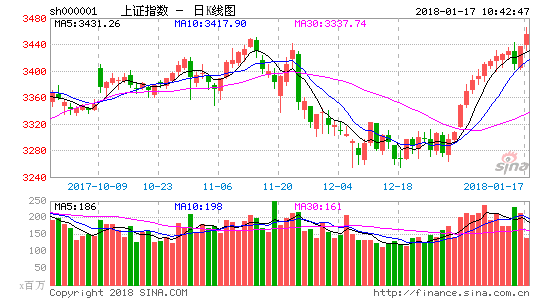 sh000001 上证指数 - 日K线图 2018-01-17 10:42:47
MA5:3431.26 MA10:3417.90 MA30:3337.74
3480
3440
3400
3360
3320
3280
3240
sina
2017-10-09 10-23 11-06 11-20 12-04 12-18 2018-01-17
MA5:186 MA10:198 MA30:161
250
200
150
100
50
x百万
Copyright 2018 SINA.COM http://finance.sina.com.cn